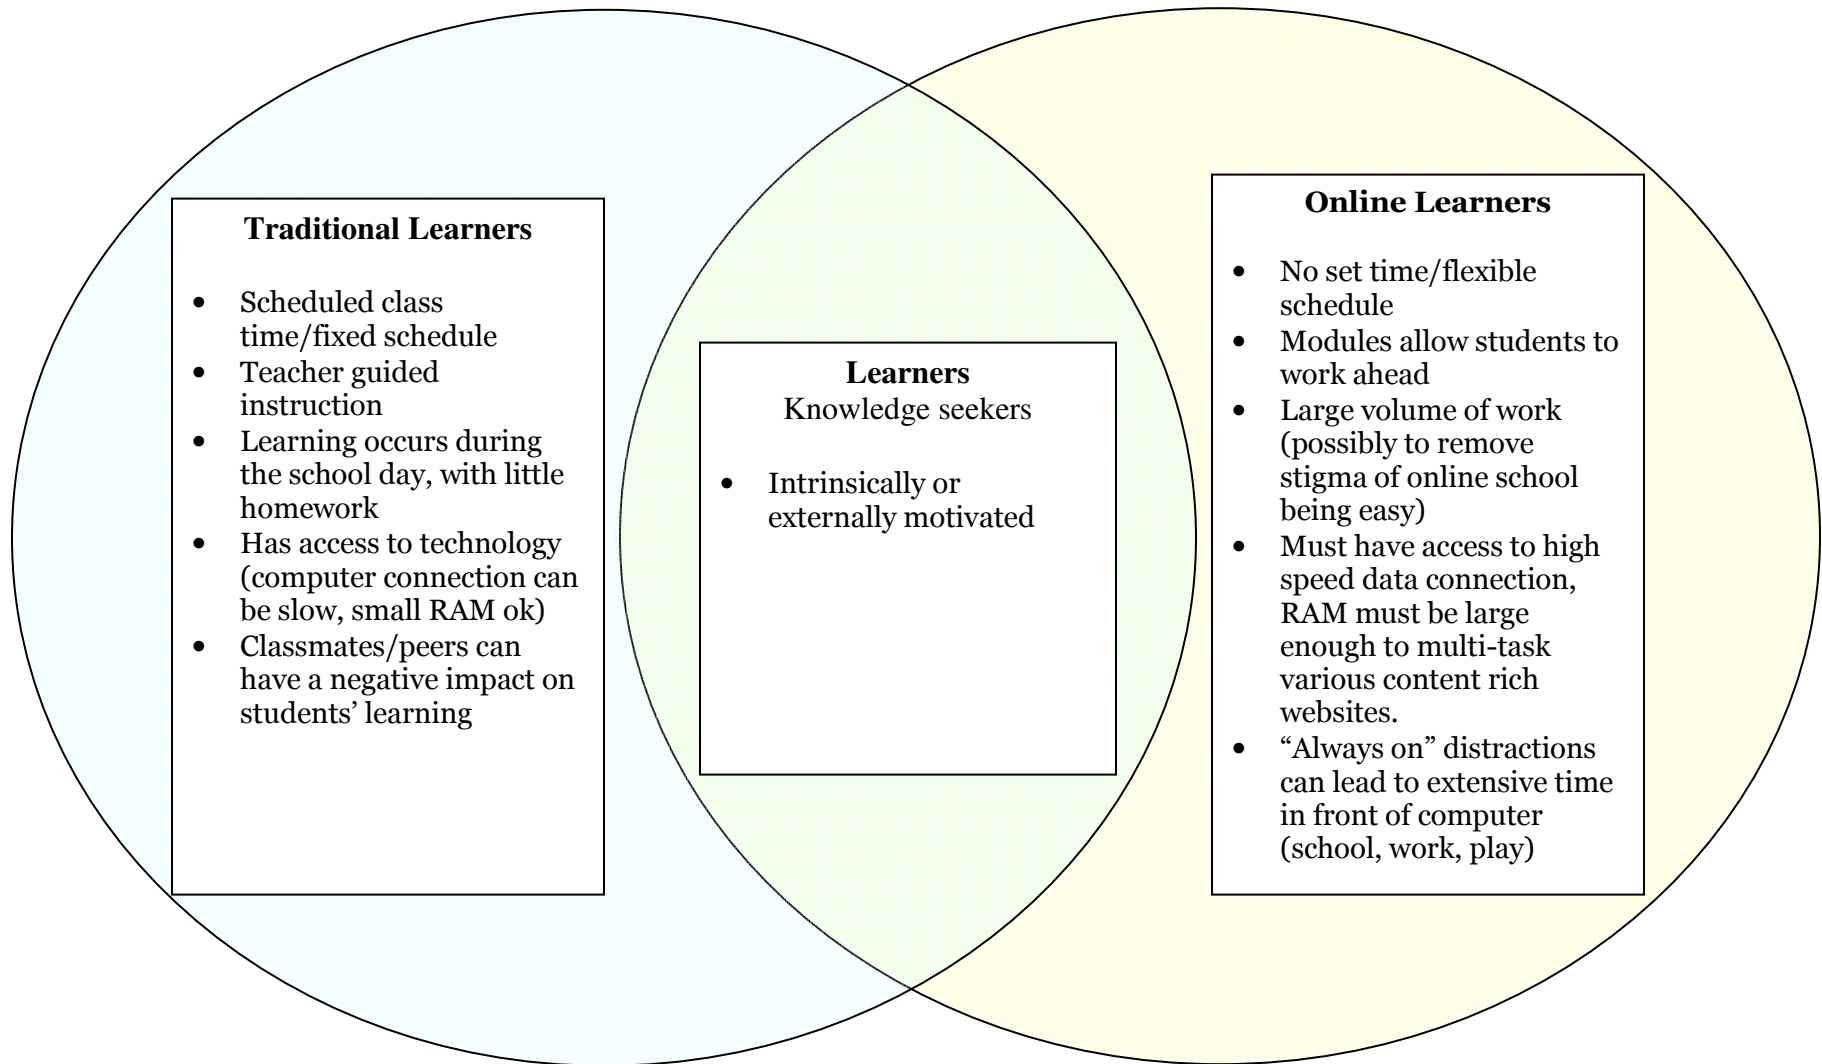 Traditional Learners
• Scheduled class
time/fixed schedule
• Teacher guided
instruction
• Learning occurs during
the school day, with little
homework
• Has access to technology
(computer connection can
be slow, small RAM ok)
• Classmates/peers can
have a negative impact on
students’ learning
Learners
Knowledge seekers
• Intrinsically or
externally motivated
Online Learners
• No set time/flexible
schedule
• Modules allow students to
work ahead
• Large volume of work
(possibly to remove
stigma of online school
being easy)
• Must have access to high
speed data connection,
RAM must be large
enough to multi-task
various content rich
websites.
• “Always on” distractions
can lead to extensive time
in front of computer
(school, work, play)